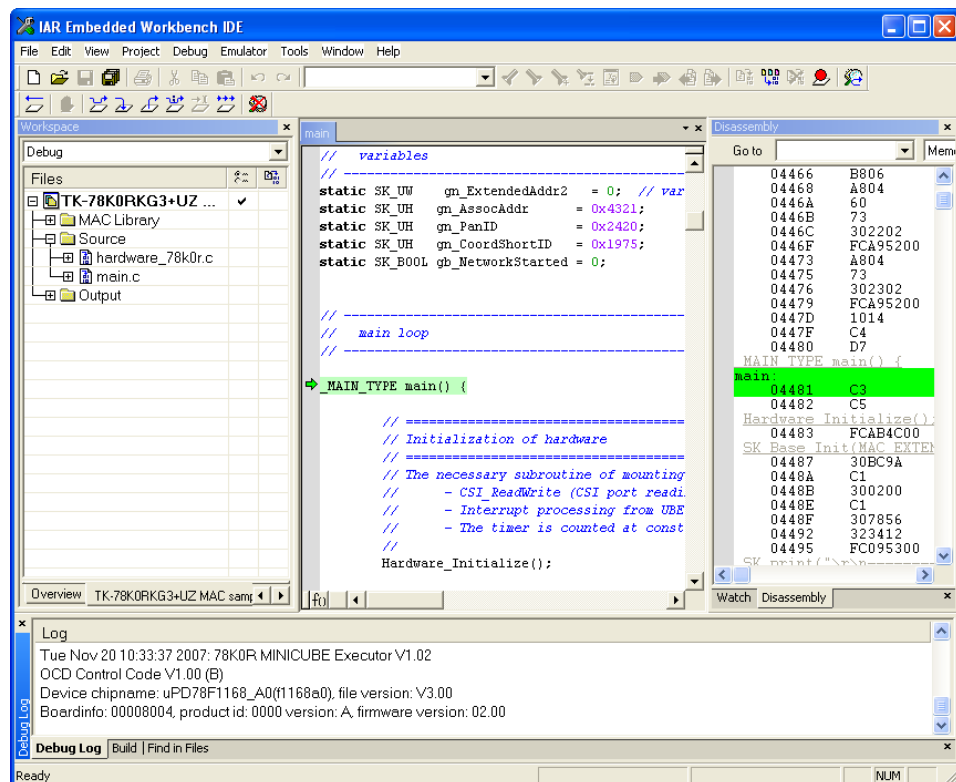 IAR Embedded Workbench IDE
File Edit View Project Debug Emulator Tools Window Help
Workspace
Debug
Files
TK-78K0RKG3+UZ ...
MAC Library
Source
hardware_78k0r.c
main.c
Output
Overview TK-78K0RKG3+UZ MAC samp
main
// variables
// --------------------------------------------
static SK_UW gn_ExtendedAddr2 = 0; // var
static SK_UH gn_AssocAddr = 0x4321;
static SK_UH gn_PanID = 0x2420;
static SK_UH gn_CoordShortID = 0x1975;
static SK_BOOL gb_NetworkStarted = 0;
// --------------------------------------------
// main loop
// --------------------------------------------
_MAIN_TYPE main() {
// ====================================
// Initialization of hardware
// ====================================
// The necessary subroutine of mounting
// - CSI_ReadWrite (CSI port readi
// - Interrupt processing from UBE
// - The timer is counted at const
//
Hardware_Initialize();
f()
Disassembly
Go to Mem
04466 B806
04468 A804
0446A 60
0446B 73
0446C 302202
0446F FCA95200
04473 A804
04475 73
04476 302302
04479 FCA95200
0447D 1014
0447F C4
04480 D7
_MAIN_TYPE main() {
main:
04481 C3
04482 C5
Hardware_Initialize();
04483 FCAB4C00
SK_Base_Init(MAC_EXTEN
04487 30BC9A
0448A C1
0448B 300200
0448E C1
0448F 307856
04492 323412
04495 FC095300
SK_print("\r\n
Watch Disassembly
Log
Tue Nov 20 10:33:37 2007: 78K0R MINICUBE Executor V1.02
OCD Control Code V1.00 (B)
Device chipname: uPD78F1168_A0(f1168a0), file version: V3.00
Boardinfo: 00008004, product id: 0000 version: A, firmware version: 02.00
Debug Log
Debug Log Build Find in Files
Ready NUM